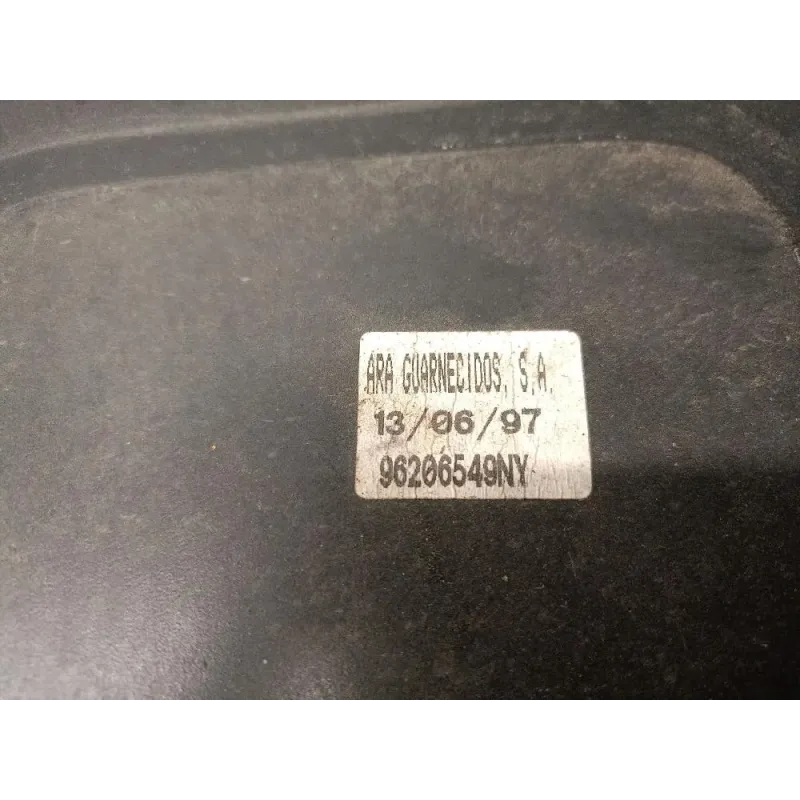 ARA GUARNECIDOS, S.A.
13/06/97
96206549NY